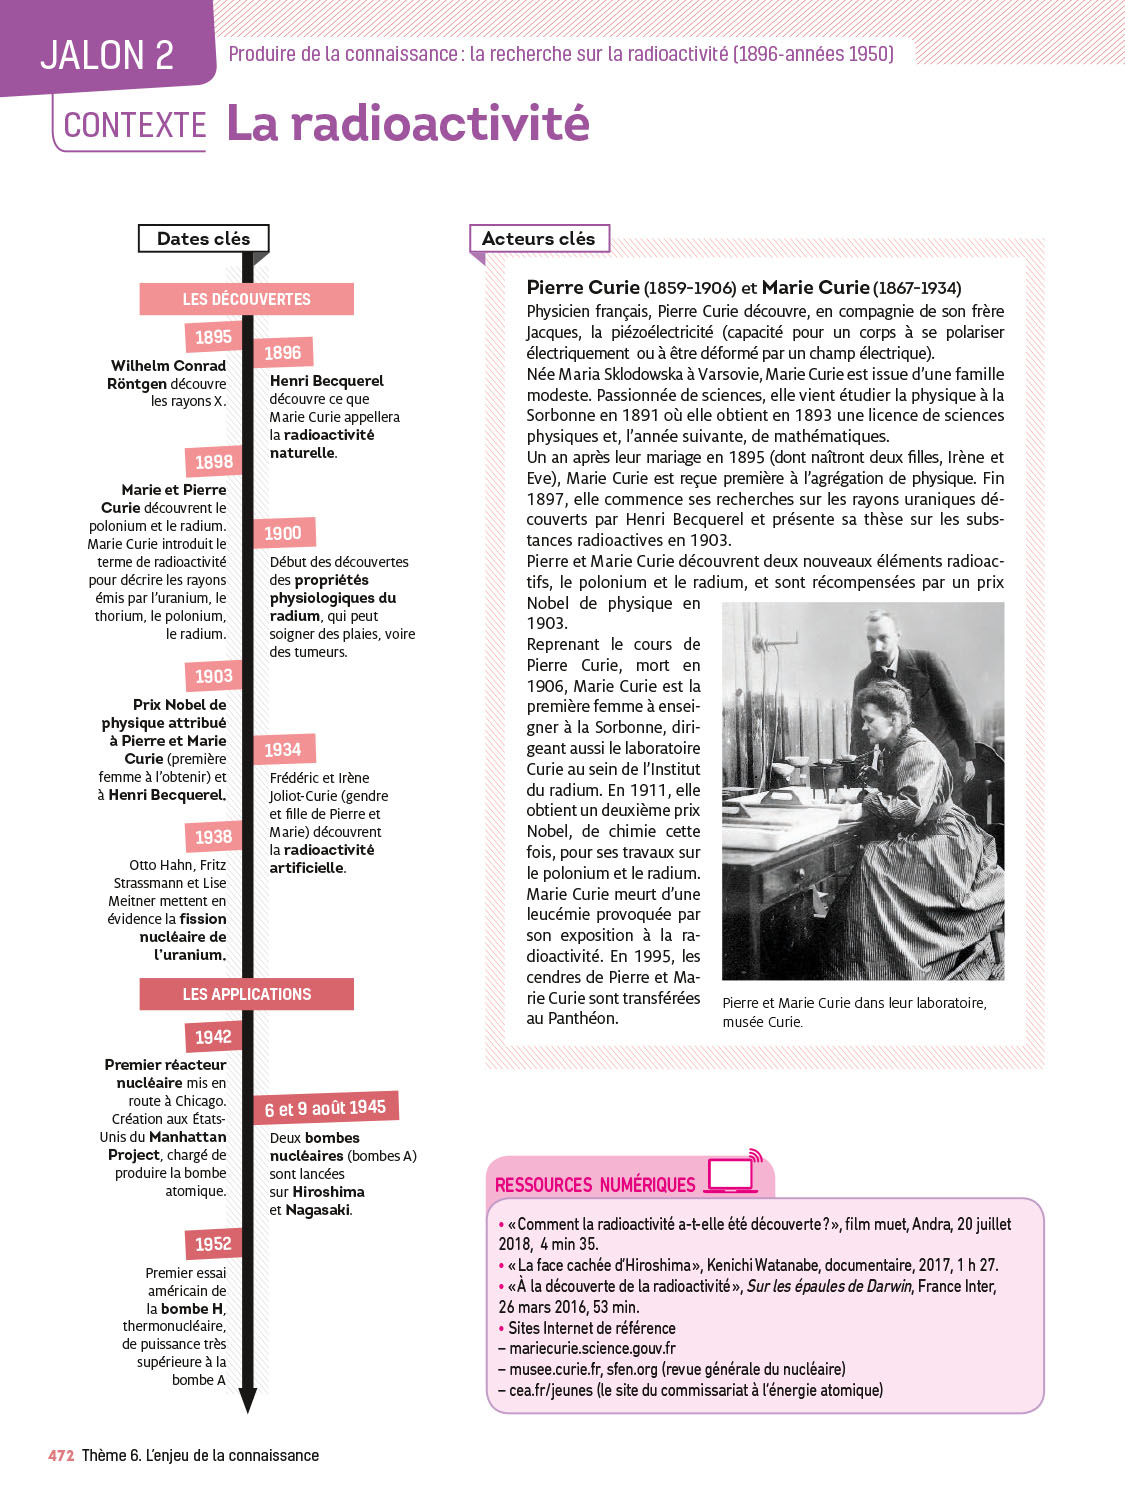 JALON 2
Produire de la connaissance : la recherche sur la radioactivité (1896-années 1950)
CONTEXTE La radioactivité
Dates clés
LES DÉCOUVERTES
1895
Wilhelm Conrad
Röntgen découvre
les rayons X.
1896
Henri Becquerel
découvre ce que
Marie Curie appellera
la radioactivité
naturelle.
1898
Marie et Pierre
Curie découvrent le
polonium et le radium.
Marie Curie introduit le
terme de radioactivité
pour décrire les rayons
émis par l'uranium, le
thorium, le polonium,
le radium.
1900
Début des découvertes
des propriétés
physiologiques du
radium, qui peut
soigner des plaies, voire
des tumeurs.
1903
Prix Nobel de
physique attribué
à Pierre et Marie
Curie (première
femme à l'obtenir) et
à Henri Becquerel.
1934
Frédéric et Irène
Joliot-Curie (gendre
et fille de Pierre et
Marie) découvrent
la radioactivité
artificielle.
1938
Otto Hahn, Fritz
Strassmann et Lise
Meitner mettent en
évidence la fission
nucléaire de
l'uranium.
LES APPLICATIONS
1942
Premier réacteur
nucléaire mis en
route à Chicago.
Création aux États-
Unis du Manhattan
Project, chargé de
produire la bombe
atomique.
6 et 9 août 1945
Deux bombes
nucléaires (bombes A)
sont lancées
sur Hiroshima
et Nagasaki.
1952
Premier essai
américain de
la bombe H,
thermonucléaire,
de puissance très
supérieure à la
bombe A
Acteurs clés
Pierre Curie (1859-1906) et Marie Curie (1867-1934)
Physicien français, Pierre Curie découvre, en compagnie de son frère
Jacques, la piézoélectricité (capacité pour un corps à se polariser
électriquement ou à être déformé par un champ électrique).
Née Maria Sklodowska à Varsovie, Marie Curie est issue d'une famille
modeste. Passionnée de sciences, elle vient étudier la physique à la
Sorbonne en 1891 où elle obtient en 1893 une licence de sciences
physiques et, l'année suivante, de mathématiques.
Un an après leur mariage en 1895 (dont naîtront deux filles, Irène et
Eve), Marie Curie est reçue première à l'agrégation de physique. Fin
1897, elle commence ses recherches sur les rayons uraniques dé-
couverts par Henri Becquerel et présente sa thèse sur les subs-
tances radioactives en 1903.
Pierre et Marie Curie découvrent deux nouveaux éléments radioac-
tifs, le polonium et le radium, et sont récompensées par un prix
Nobel de physique en
1903.
Reprenant le cours de
Pierre Curie, mort en
1906, Marie Curie est la
première femme à ensei-
gner à la Sorbonne, diri-
geant aussi le laboratoire
Curie au sein de l'Institut
du radium. En 1911, elle
obtient un deuxième prix
Nobel, de chimie cette
fois, pour ses travaux sur
le polonium et le radium.
Marie Curie meurt d'une
leucémie provoquée par
son exposition à la ra-
dioactivité. En 1995, les
cendres de Pierre et Ma-
rie Curie sont transférées
au Panthéon.
Pierre et Marie Curie dans leur laboratoire,
musée Curie.
RESSOURCES NUMÉRIQUES
• « Comment la radioactivité a-t-elle été découverte ? », film muet, Andra, 20 juillet
2018, 4 min 35.
• « La face cachée d'Hiroshima », Kenichi Watanabe, documentaire, 2017, 1 h 27.
• « À la découverte de la radioactivité », Sur les épaules de Darwin, France Inter,
26 mars 2016, 53 min.
• Sites Internet de référence
– mariecurie.science.gouv.fr
– musee.curie.fr, sfen.org (revue générale du nucléaire)
– cea.fr/jeunes (le site du commissariat à l'énergie atomique)
472 Thème 6. L'enjeu de la connaissance